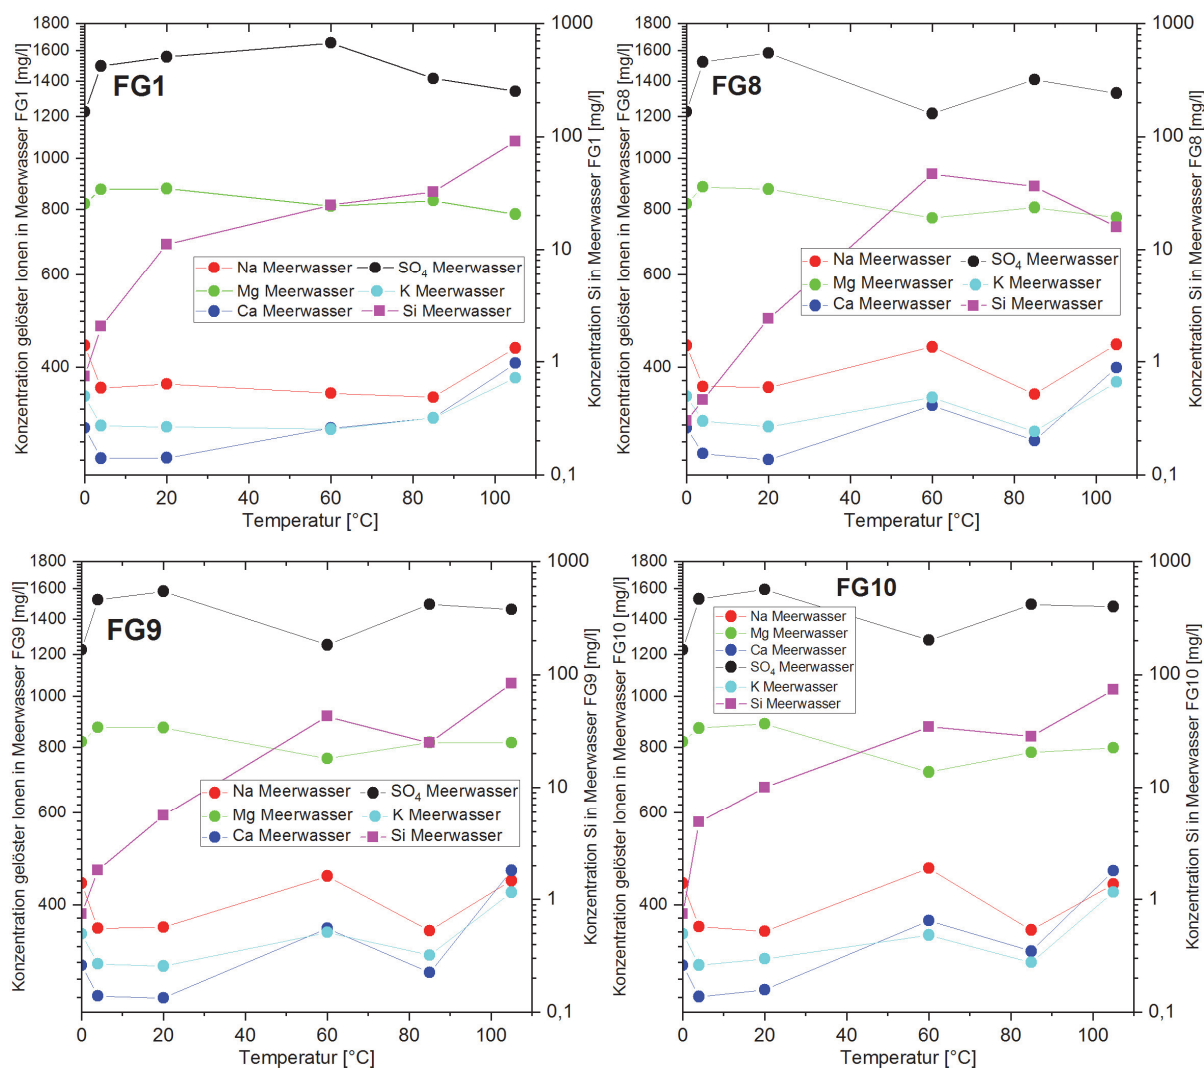 Konzentration gelöster Ionen in Meerwasser FG1 [mg/l]
1800
1600
1400
1200
1000
800
600
400
FG1
Na Meerwasser SO4 Meerwasser
Mg Meerwasser K Meerwasser
Ca Meerwasser Si Meerwasser
1000
100
10
1
0,1
Konzentration Si in Meerwasser FG1 [mg/l]
0 20 40 60 80 100
Temperatur [°C]
Konzentration gelöster Ionen in Meerwasser FG8 [mg/l]
1800
1600
1400
1200
1000
800
600
400
FG8
Na Meerwasser SO4 Meerwasser
Mg Meerwasser K Meerwasser
Ca Meerwasser Si Meerwasser
1000
100
10
1
0,1
Konzentration Si in Meerwasser FG8 [mg/l]
0 20 40 60 80 100
Temperatur [°C]
Konzentration gelöster Ionen in Meerwasser FG9 [mg/l]
1800
1600
1400
1200
1000
800
600
400
FG9
Na Meerwasser SO4 Meerwasser
Mg Meerwasser K Meerwasser
Ca Meerwasser Si Meerwasser
1000
100
10
1
0,1
Konzentration Si in Meerwasser FG9 [mg/l]
0 20 40 60 80 100
Temperatur [°C]
Konzentration gelöster Ionen in Meerwasser FG10 [mg/l]
1800
1600
1400
1200
1000
800
600
400
FG10
Na Meerwasser
Mg Meerwasser
Ca Meerwasser
SO4 Meerwasser
K Meerwasser
Si Meerwasser
1000
100
10
1
0,1
Konzentration Si in Meerwasser FG10 [mg/l]
0 20 40 60 80 100
Temperatur [°C]